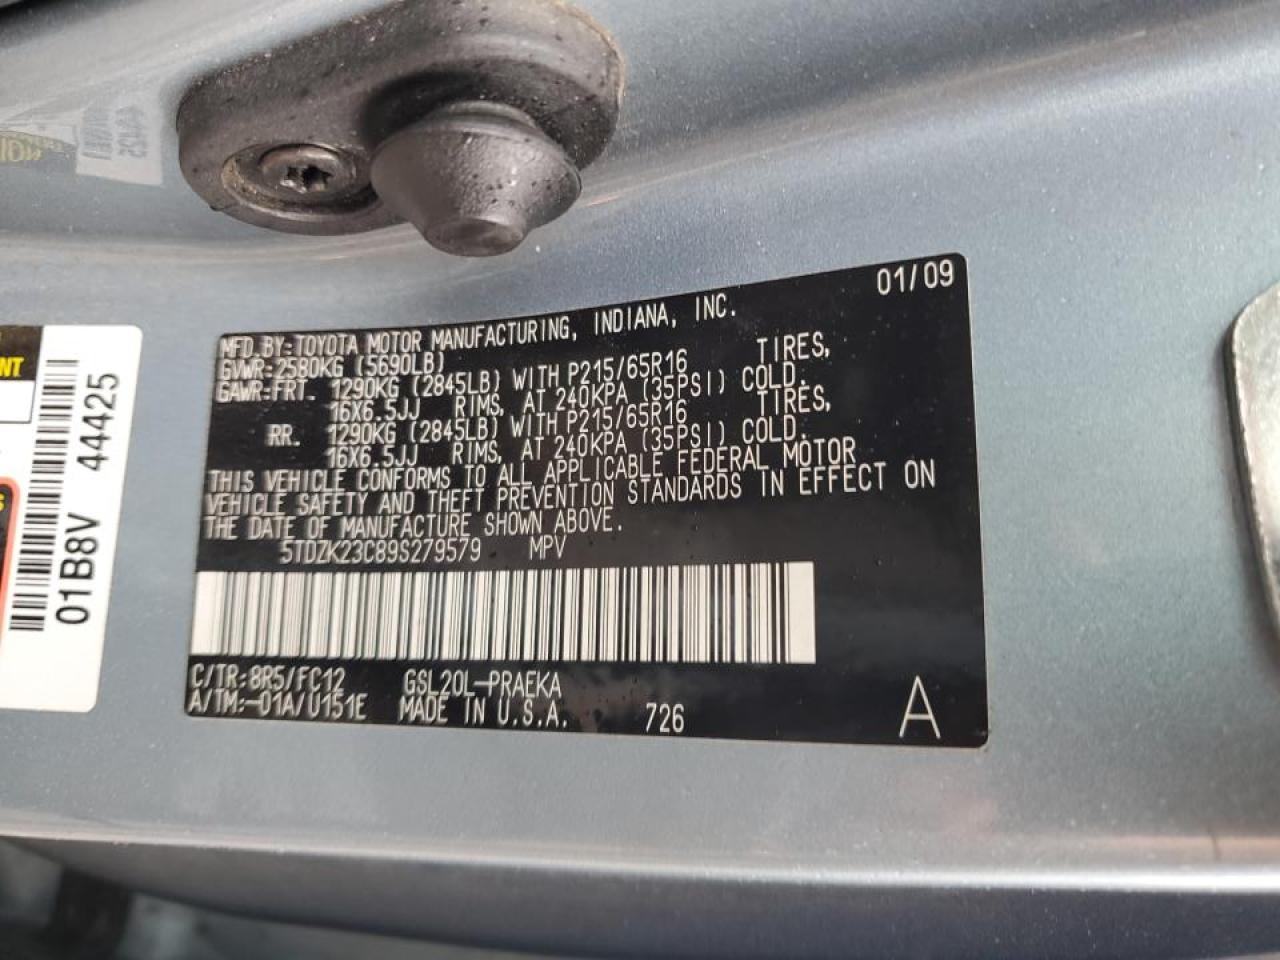 01/09
MFD.BY:TOYOTA MOTOR MANUFACTURING, INDIANA, INC.
GVWR:2580KG (5690LB)
GAWR:FRT. 1290KG (2845LB) WITH P215/65R16 TIRES,
16X6.5JJ RIMS, AT 240KPA (35PSI) COLD.
RR. 1290KG (2845LB) WITH P215/65R16 TIRES,
16X6.5JJ RIMS, AT 240KPA (35PSI) COLD.
THIS VEHICLE CONFORMS TO ALL APPLICABLE FEDERAL MOTOR
VEHICLE SAFETY AND THEFT PREVENTION STANDARDS IN EFFECT ON
THE DATE OF MANUFACTURE SHOWN ABOVE.
5TDZK23C89S279579 MPV
C/TR:8R5/FC12 GSL20L-PRAEKA
A/TM:-01A/U151E MADE IN U.S.A. 726 A
01B8V 44425